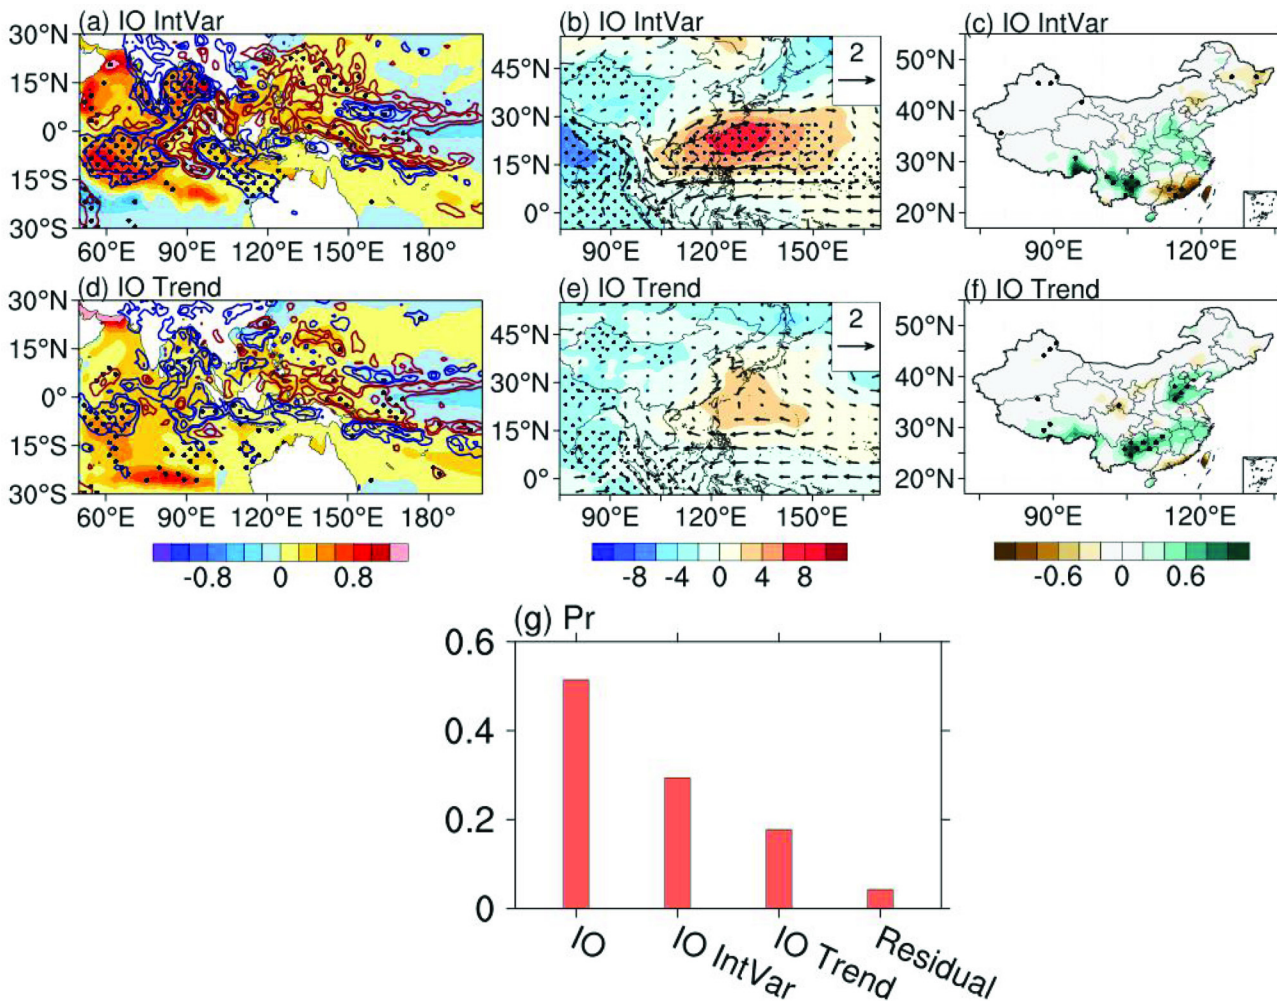 (a) IO IntVar
30°N
15°N
0°
15°S
30°S
60°E 90°E 120°E 150°E 180°
(b) IO IntVar
2
45°N
30°N
15°N
0°
90°E 120°E 150°E
(c) IO IntVar
50°N
40°N
30°N
20°N
90°E 120°E
(d) IO Trend
30°N
15°N
0°
15°S
30°S
60°E 90°E 120°E 150°E 180°
-0.8 0 0.8
(e) IO Trend
2
45°N
30°N
15°N
0°
90°E 120°E 150°E
-8 -4 0 4 8
(f) IO Trend
50°N
40°N
30°N
20°N
90°E 120°E
-0.6 0 0.6
(g) Pr
0.6
0.4
0.2
0
IO
IO IntVar
IO Trend
Residual